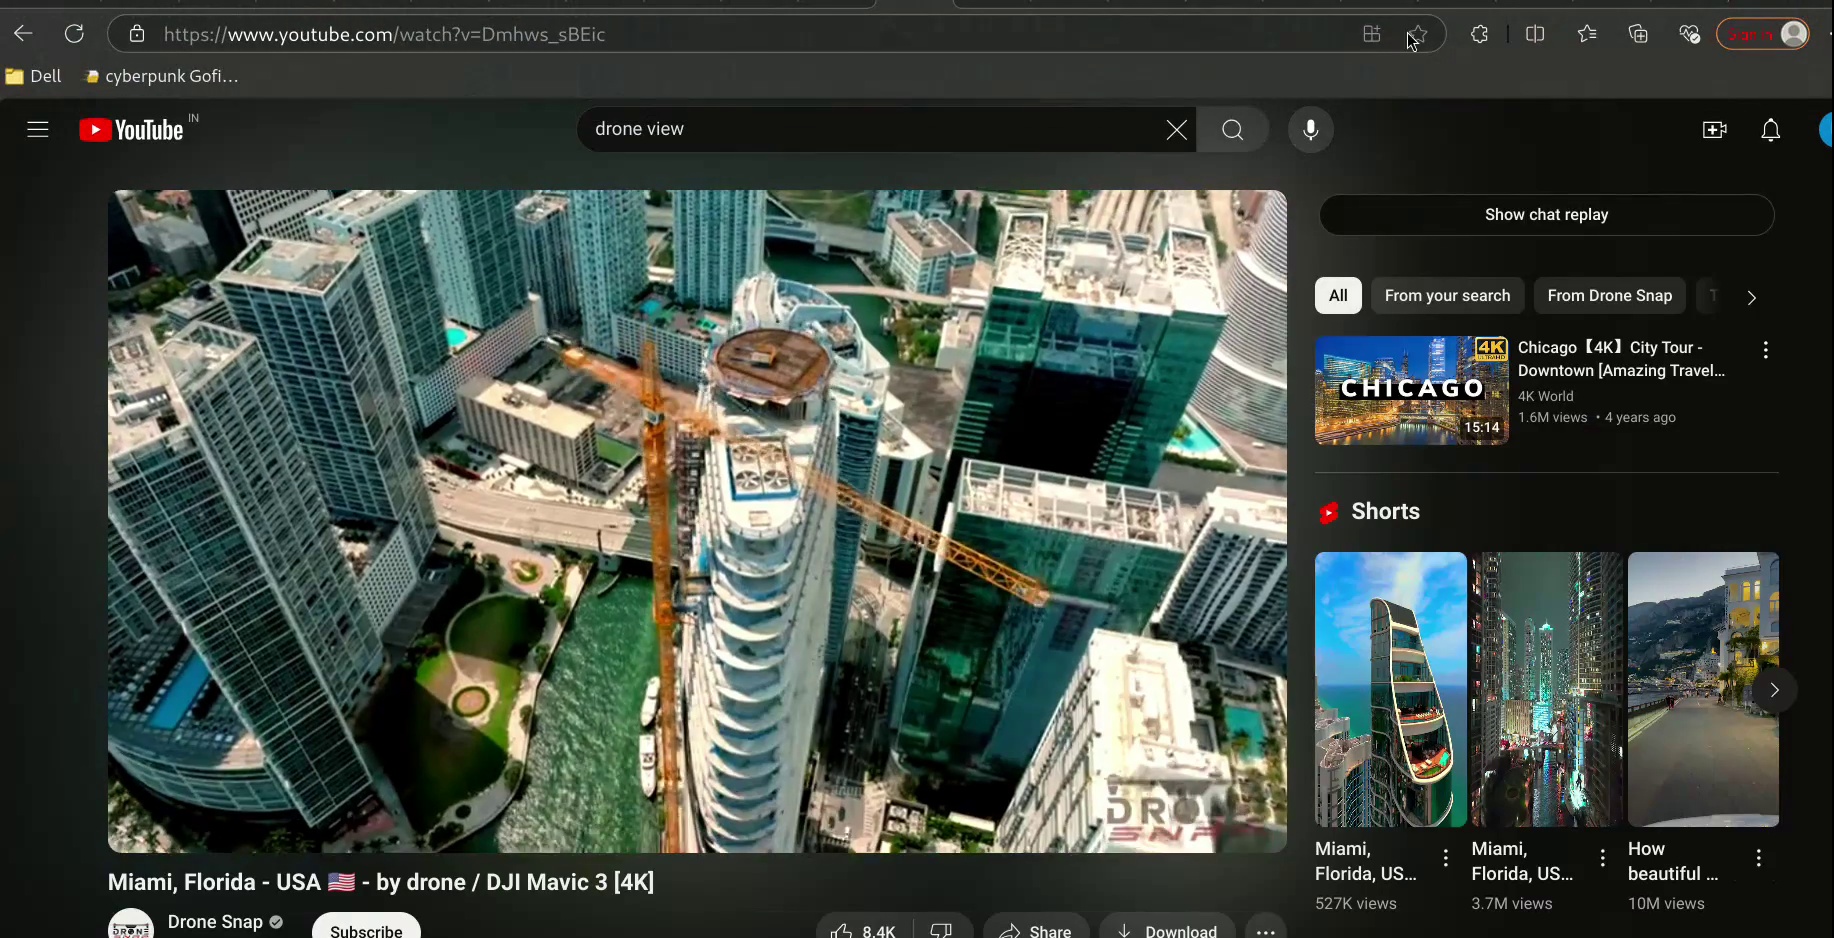 https://www.youtube.com/watch?v=Dmhws_sBEic
Sign in
Dell
cyberpunk Gofi...
YouTube IN
drone view
Show chat replay
All
From your search
From Drone Snap
T
4K
ULTRAHD
CHICAGO
15:14
Chicago【4K】City Tour -
Downtown [Amazing Travel...
4K World
1.6M views • 4 years ago
Shorts
DRONE
SNAP
Miami,
Florida, US...
527K views
Miami,
Florida, US...
3.7M views
How
beautiful ...
10M views
Miami, Florida - USA 🇺🇸 - by drone / DJI Mavic 3 [4K]
DRONE
Drone Snap
Subscribe
8.4K
Share
Download